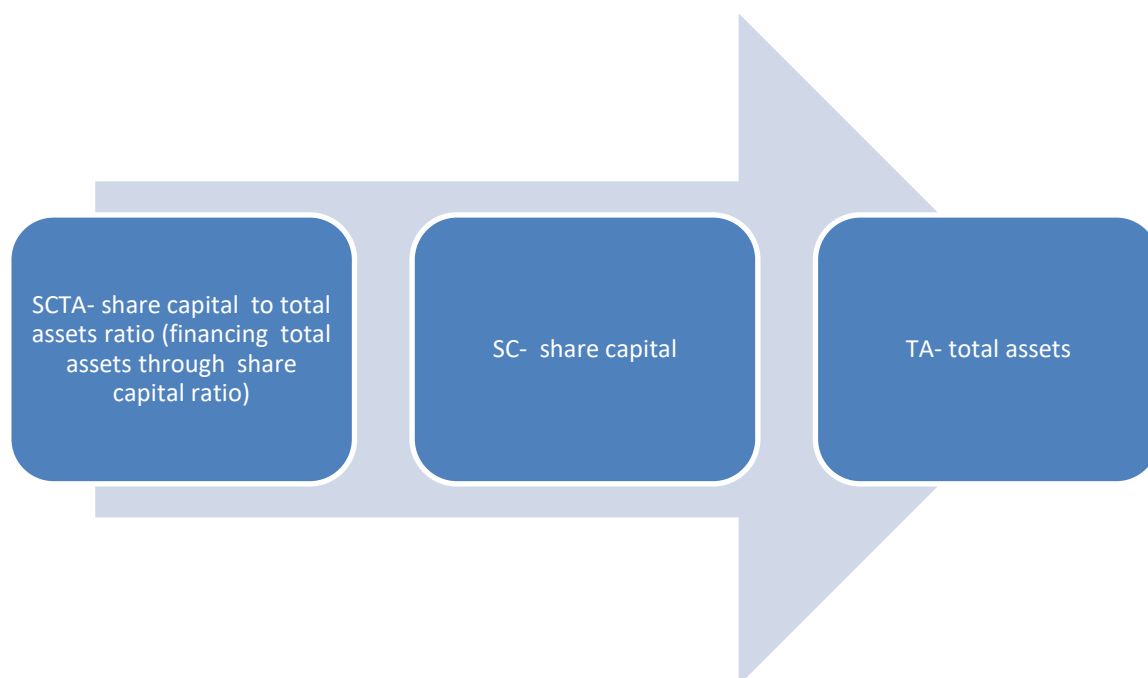 SCTA- share capital  to total
assets ratio (financing  total
assets through  share
capital ratio)
SC-  share capital
TA- total assets